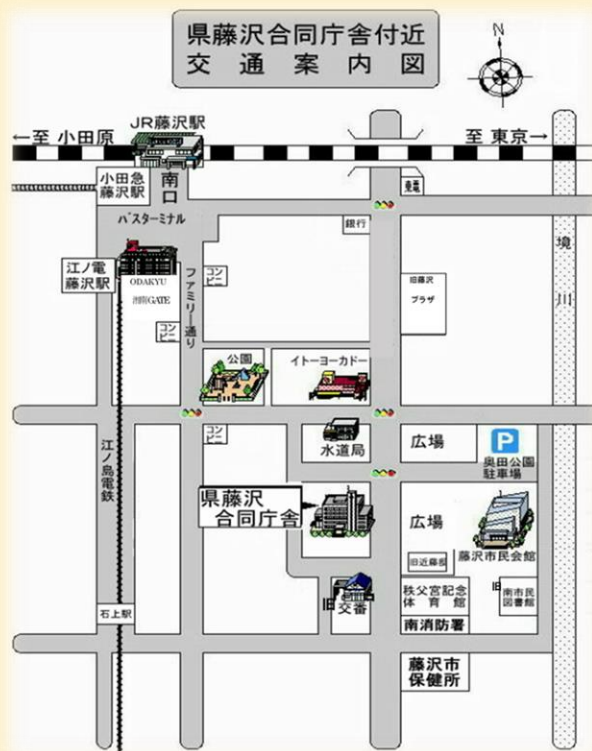 県藤沢合同庁舎付近
交通案内図
N
JR藤沢駅
←至 小田原
至 東京→
小田急
藤沢駅
南口
東電
バスターミナル
銀行
境川
江ノ電
藤沢駅
ODAKYU
湘南GATE
ファミリー通り
コンビニ
旧藤沢
プラザ
コンビニ
公園
イトーヨーカドー
コンビニ
水道局
広場
P
奥田公園
駐車場
江ノ島電鉄
県藤沢
合同庁舎
広場
旧近藤邸
藤沢市民会館
旧
交番
秩父宮記念
体育館
旧
南市民
図書館
石上駅
南消防署
藤沢市
保健所